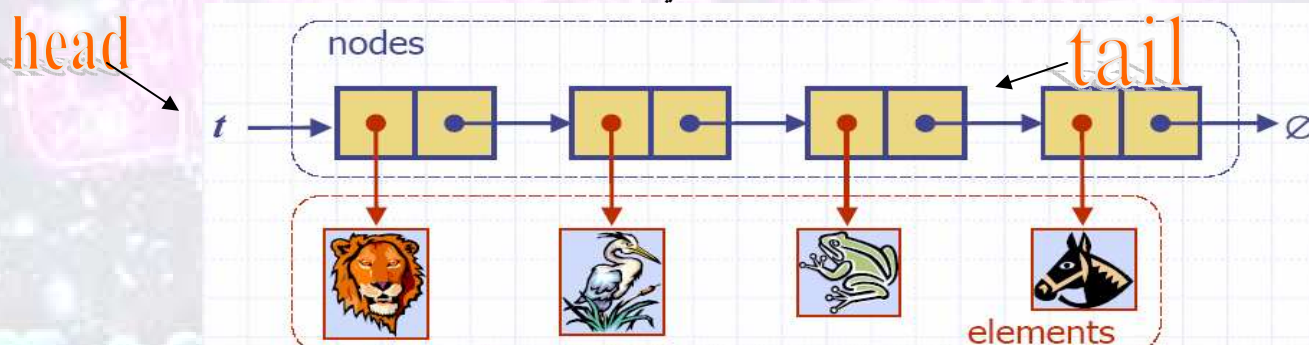 head
nodes
tail
t
∅
elements